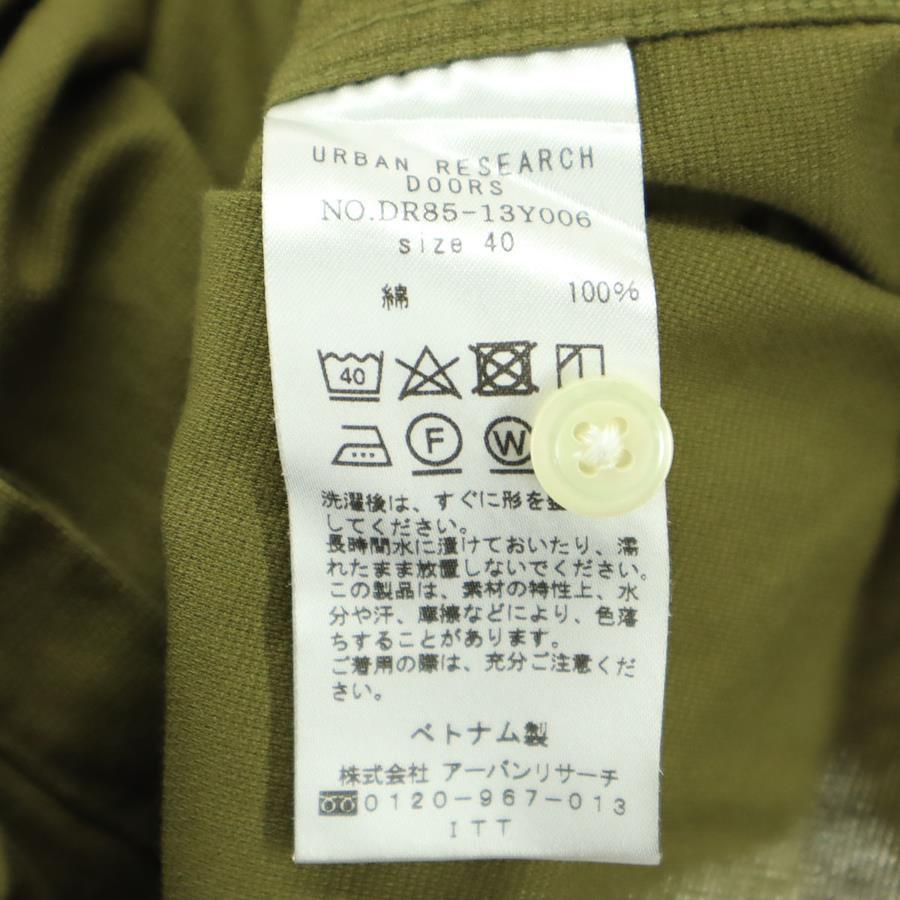 URBAN RESEARCH
DOORS
NO.DR85-13Y006
size 40
綿 100%
40
F W
洗濯後は、すぐに形を
してください。
長時間水に漬けておいたり、濡
れたまま放置しないでください。
この製品は、素材の特性上、水
分や汗、摩擦などにより、色落
ちすることがあります。
ご着用の際は、充分ご注意くだ
さい。
ベトナム製
株式会社 アーバンリサーチ
0120-967-013
ITT